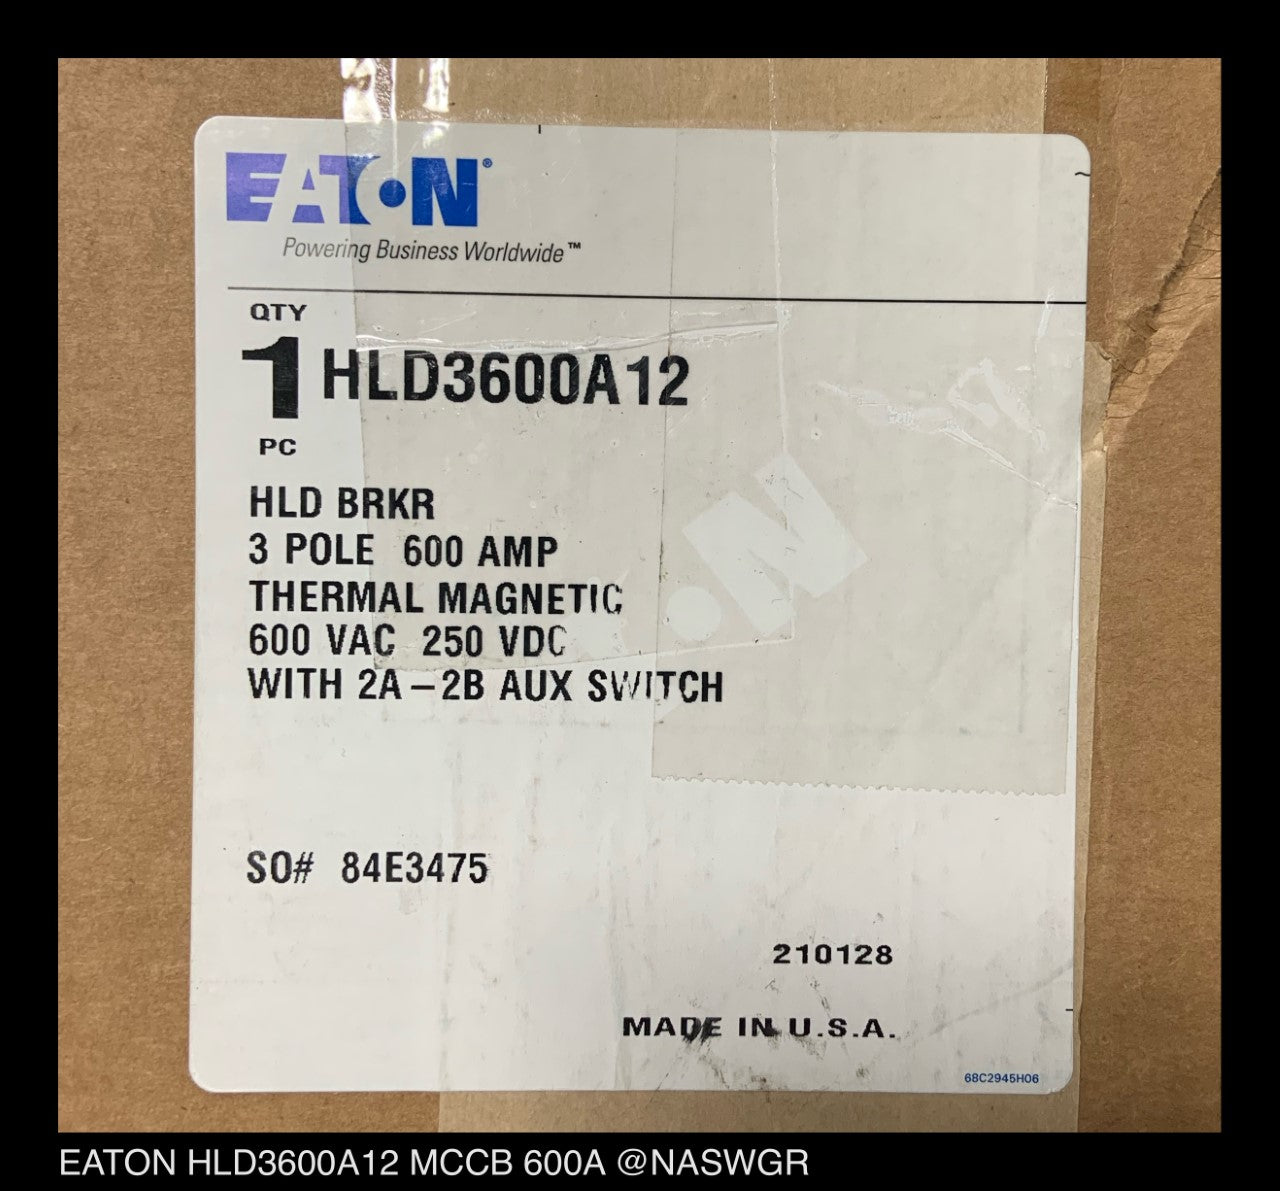 EATON®
Powering Business Worldwide™
QTY
1 HLD3600A12
PC
HLD BRKR
3 POLE 600 AMP
THERMAL MAGNETIC
600 VAC 250 VDC
WITH 2A-2B AUX SWITCH
SO# 84E3475
210128
MADE IN U.S.A.
68C2945H06
EATON HLD3600A12 MCCB 600A @NASWGR